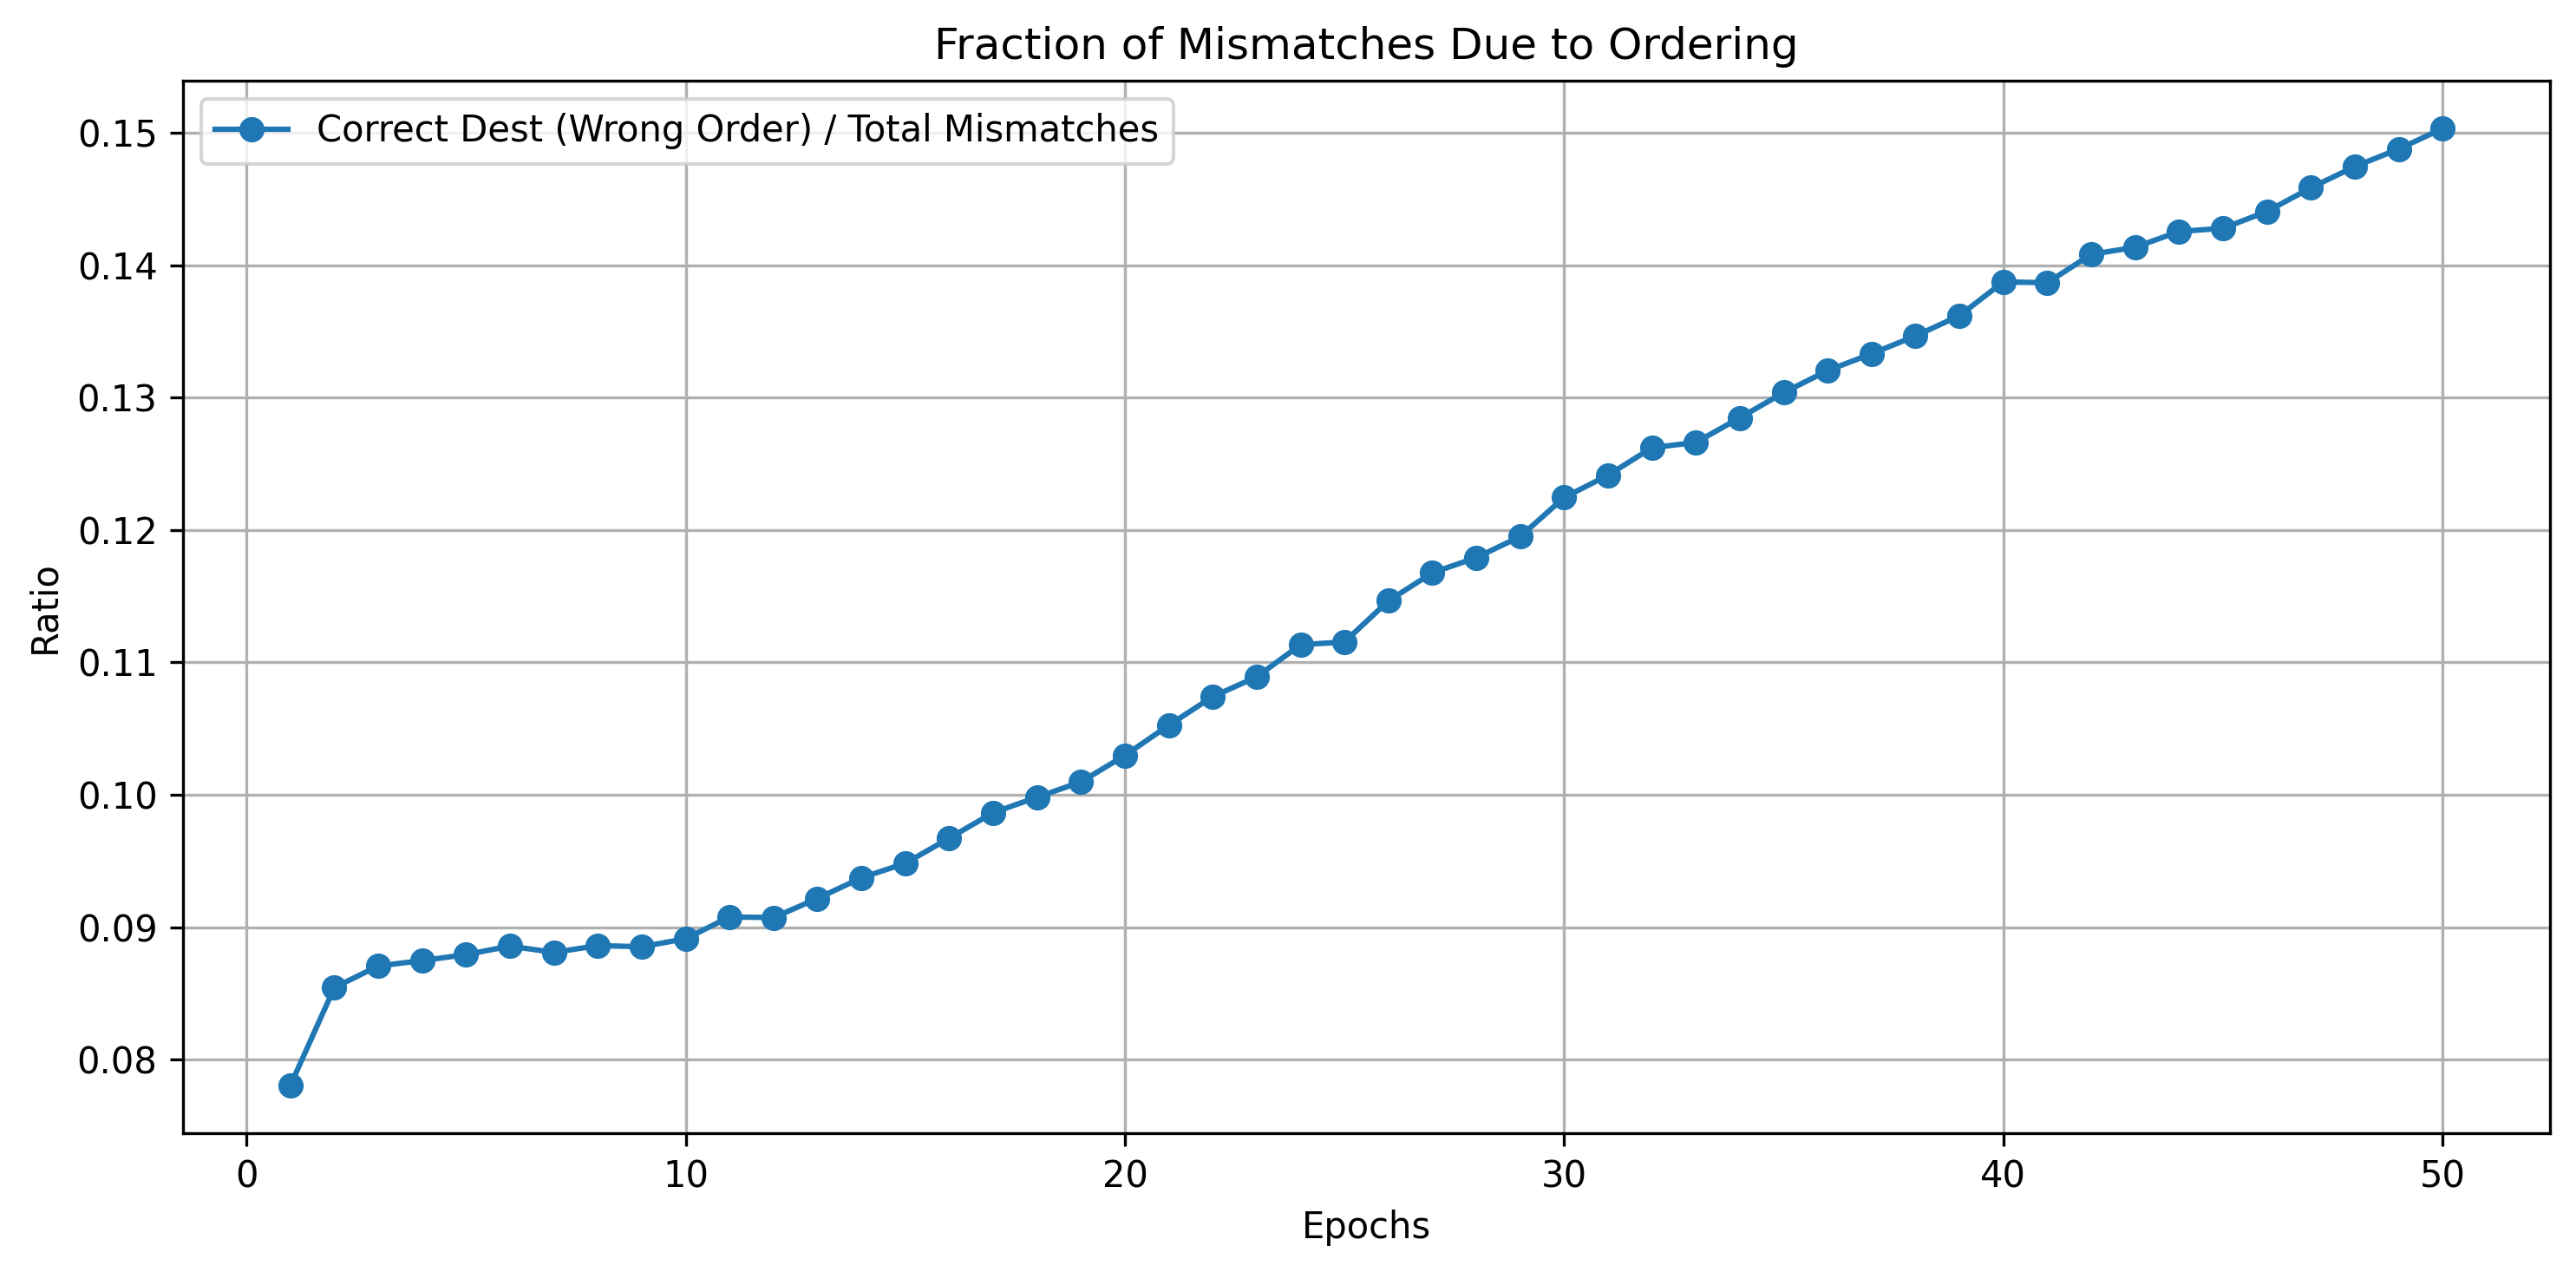 Fraction of Mismatches Due to Ordering
Correct Dest (Wrong Order) / Total Mismatches
0.15
0.14
0.13
0.12
0.11
0.10
0.09
0.08
Ratio
0 10 20 30 40 50
Epochs